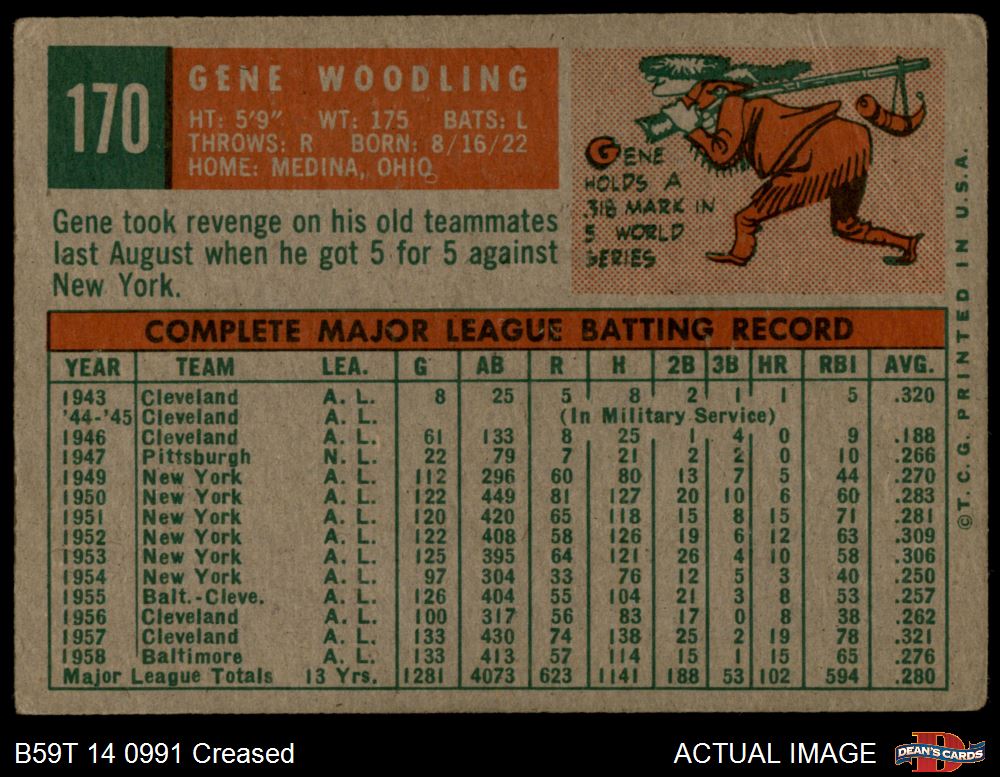 170
GENE WOODLING
HT: 5'9" WT: 175 BATS: L
THROWS: R BORN: 8/16/22
HOME: MEDINA, OHIO
GENE
HOLDS A
.318 MARK IN
5 WORLD
SERIES
Gene took revenge on his old teammates
last August when he got 5 for 5 against
New York.
COMPLETE MAJOR LEAGUE BATTING RECORD
YEAR TEAM LEA. G AB R H 2B 3B HR RBI AVG.
1943 Cleveland A. L. 8 25 5 8 2 1 1 5 .320
'44-'45 Cleveland A. L. (In Military Service)
1946 Cleveland A. L. 61 133 8 25 1 4 0 9 .188
1947 Pittsburgh N. L. 22 79 7 21 2 2 0 10 .266
1949 New York A. L. 112 296 60 80 13 7 5 44 .270
1950 New York A. L. 122 449 81 127 20 10 6 60 .283
1951 New York A. L. 120 420 65 118 15 8 15 71 .281
1952 New York A. L. 122 408 58 126 19 6 12 63 .309
1953 New York A. L. 125 395 64 121 26 4 10 58 .306
1954 New York A. L. 97 304 33 76 12 5 3 40 .250
1955 Balt.-Cleve. A. L. 126 404 55 104 21 3 8 53 .257
1956 Cleveland A. L. 100 317 56 83 17 0 8 38 .262
1957 Cleveland A. L. 133 430 74 138 25 2 19 78 .321
1958 Baltimore A. L. 133 413 57 114 15 1 15 65 .276
Major League Totals 13 Yrs. 1281 4073 623 1141 188 53 102 594 .280
©T. C. G. PRINTED IN U.S.A.
B59T 14 0991 Creased
ACTUAL IMAGE
DEAN'S CARDS